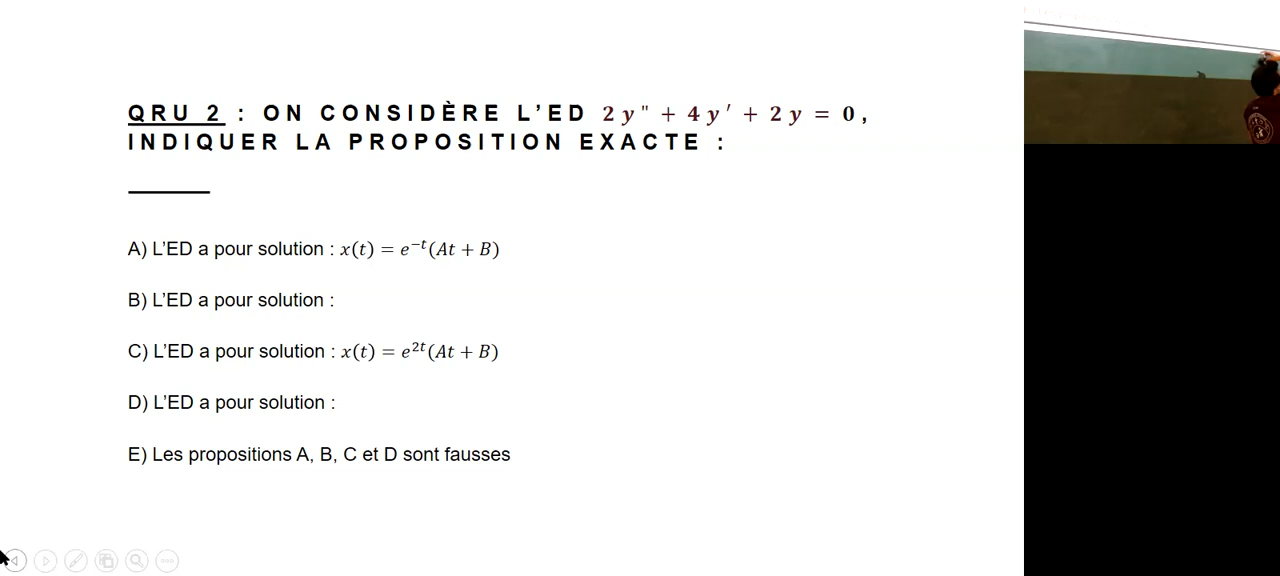 QRU 2 : ON CONSIDÈRE L'ED 2y" + 4y′ + 2y = 0,
INDIQUER LA PROPOSITION EXACTE :
A) L'ED a pour solution : x(t) = e⁻ᵗ(At + B)
B) L'ED a pour solution :
C) L'ED a pour solution : x(t) = e²ᵗ(At + B)
D) L'ED a pour solution :
E) Les propositions A, B, C et D sont fausses